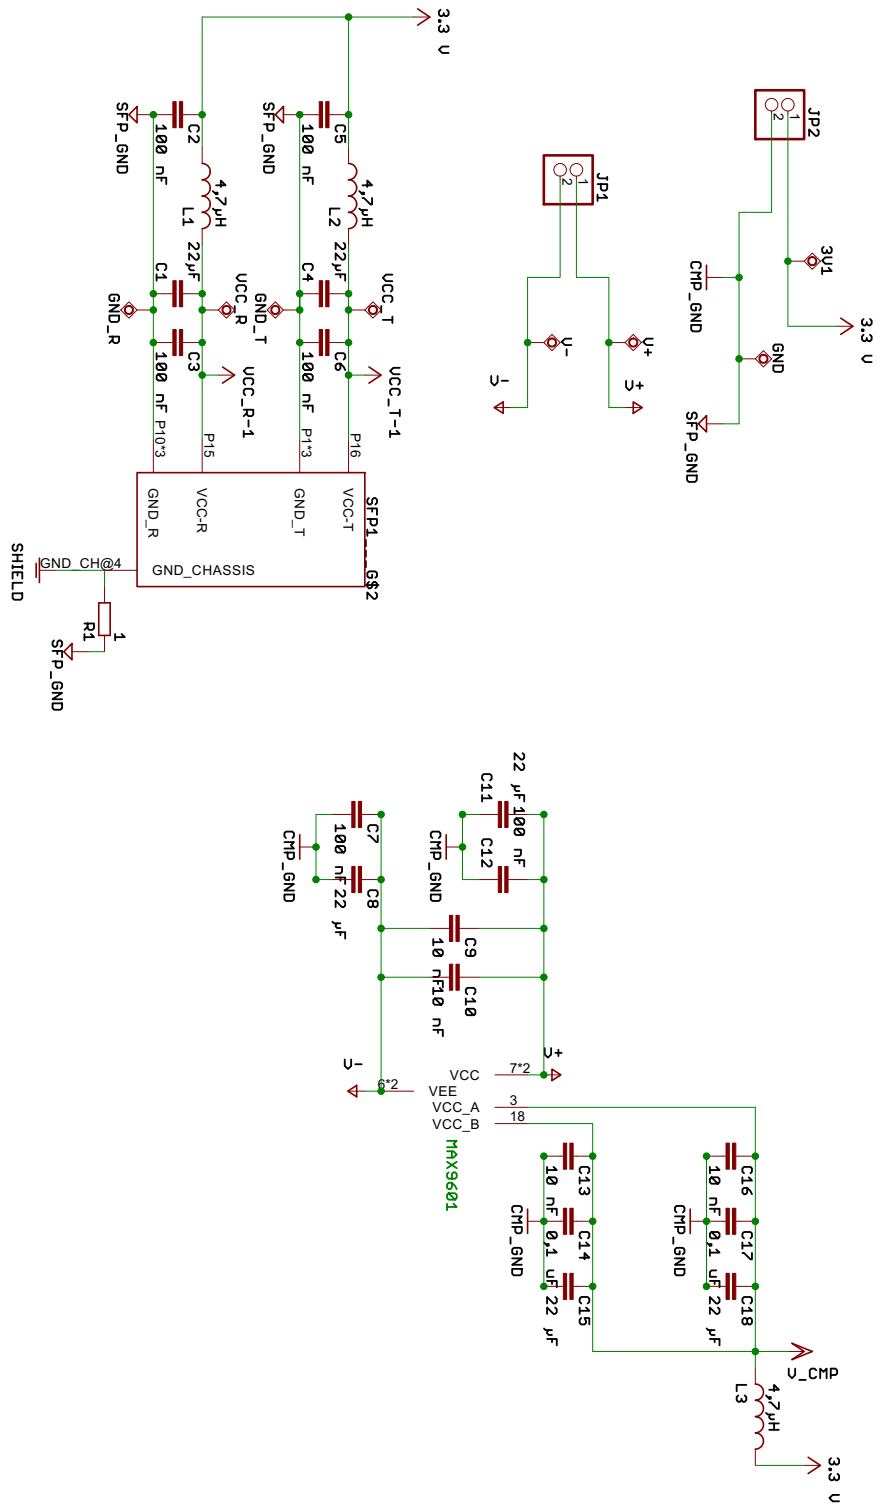 3.3 V
C2
100 nF
SFP_GND
C5
100 nF
SFP_GND
4,7µH
L1
4,7µH
L2
22µF
C1
22µF
C4
VCC_R
GND_R
VCC_T
GND_T
C3
100 nF
C6
100 nF
VCC_R-1
VCC_T-1
P10*3
P15
P1*3
P16
GND_R
VCC-R
GND_T
VCC-T
SFP1
G$2
GND_CHASSIS
GND_CH@4
SHIELD
R1
1
SFP_GND
JP1
1
2
V-
V+
V-
V+
JP2
1
2
3V1
CMP_GND
3.3 V
GND
SFP_GND
22 µF
C11
100 nF
C12
CMP_GND
C7
100 nF
C8
22 µF
CMP_GND
C9
10 nF
C10
10 nF
V-
V+
6*2
7*2
VCC
VEE
VCC_A
3
VCC_B
18
MAX9601
C13
10 nF
C14
0,1 uF
C15
22 µF
CMP_GND
C16
10 nF
C17
0,1 uF
C18
22 µF
CMP_GND
V_CMP
4,7µH
L3
3.3 V